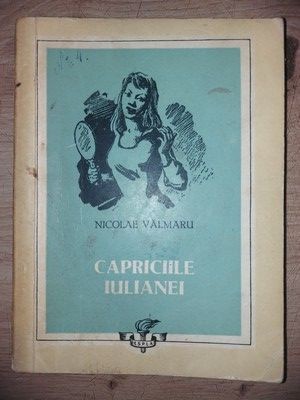 NICOLAE VĂLMARU
CAPRICIILE
IULIANEI
E.S.P.L.A.